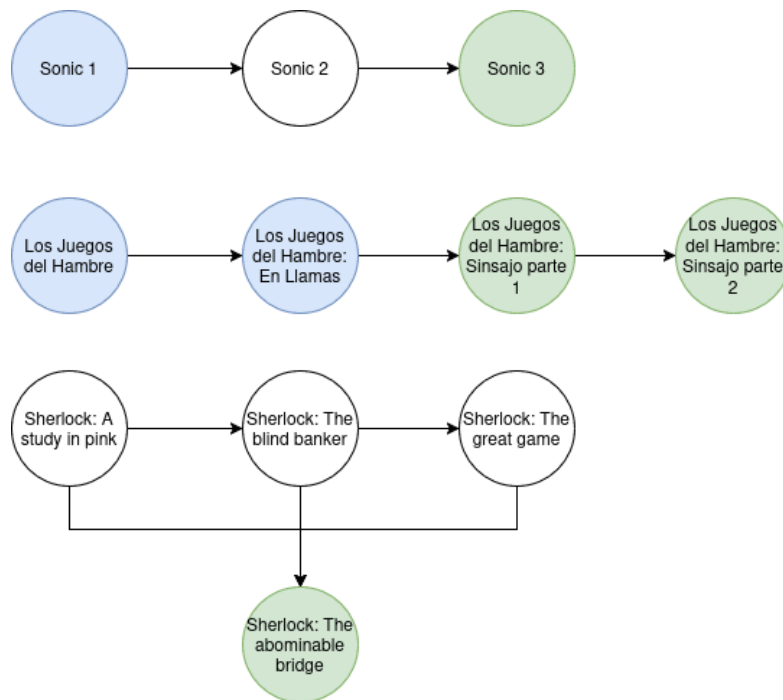 Sonic 1
Sonic 2
Sonic 3
Los Juegos
del Hambre
Los Juegos
del Hambre:
En Llamas
Los Juegos
del Hambre:
Sinsajo parte
1
Los Juegos
del Hambre:
Sinsajo parte
2
Sherlock: A
study in pink
Sherlock: The
blind banker
Sherlock: The
great game
Sherlock: The
abominable
bridge